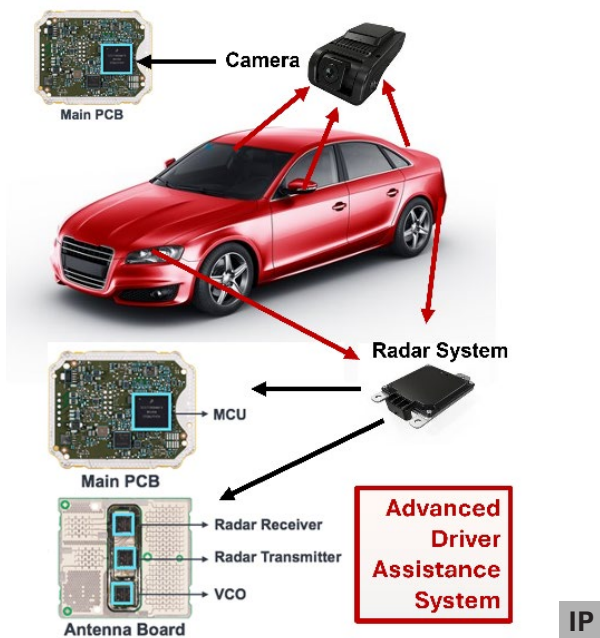 Camera
Main PCB
Radar System
MCU
Main PCB
Radar Receiver
Radar Transmitter
VCO
Antenna Board
Advanced
Driver
Assistance
System
IP